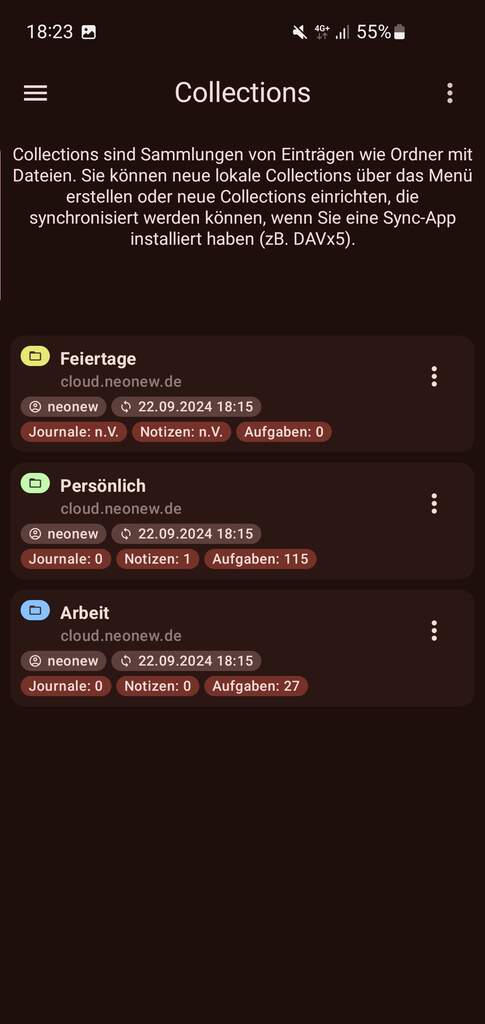 18:23 4G+ 55%
Collections
Collections sind Sammlungen von Einträgen wie Ordner mit
Dateien. Sie können neue lokale Collections über das Menü
erstellen oder neue Collections einrichten, die
synchronisiert werden können, wenn Sie eine Sync-App
installiert haben (zB. DAVx5).
Feiertage
cloud.neonew.de
neonew 22.09.2024 18:15
Journale: n.V. Notizen: n.V. Aufgaben: 0
Persönlich
cloud.neonew.de
neonew 22.09.2024 18:15
Journale: 0 Notizen: 1 Aufgaben: 115
Arbeit
cloud.neonew.de
neonew 22.09.2024 18:15
Journale: 0 Notizen: 0 Aufgaben: 27